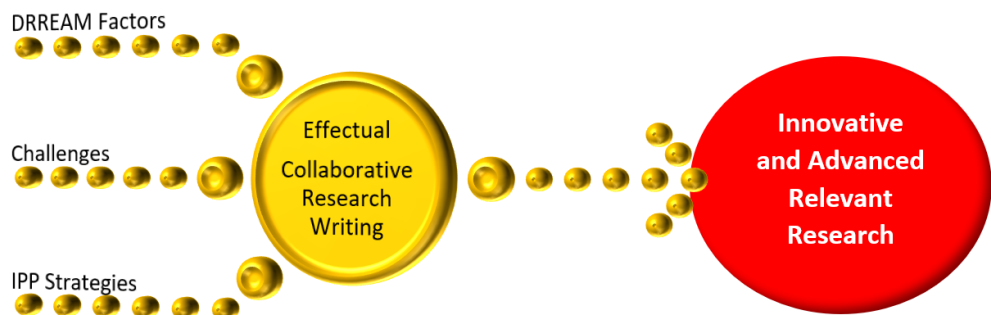 DRREAM Factors
Challenges
IPP Strategies
Effectual
Collaborative
Research
Writing
Innovative
and Advanced
Relevant
Research